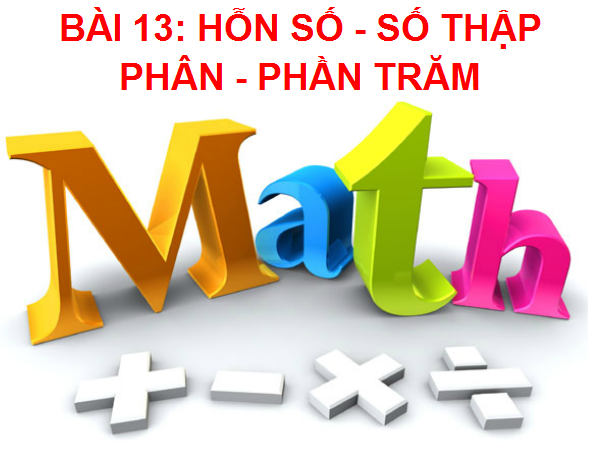 BÀI 13: HỖN SỐ - SỐ THẬP
PHÂN - PHẦN TRĂM
Math
+ - × ÷